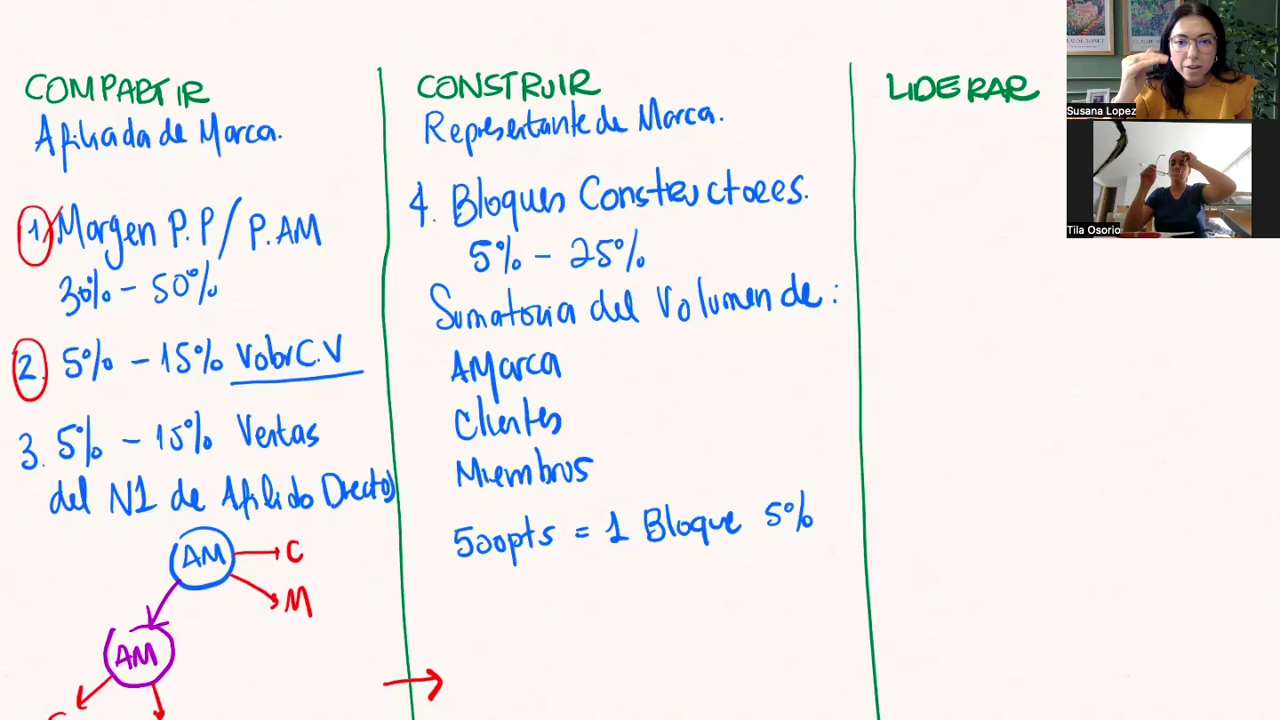 COMPARTIR
Afiliada de Marca.
1. Margen P.P / P.AM
30% - 50%
2. 5% - 15% Vobr C.V
3. 5% - 15% Ventas
del N1 de Afilido Directo)
AM
C
M
AM
CONSTRUIR
Representante de Marca.
4. Bloques Constructores.
5% - 25%
Sumatoria del Volumen de:
AMarca
Clientes
Miembros
500pts = 1 Bloque 5%
LIDERAR
Susana Lopez
Tila Osorio